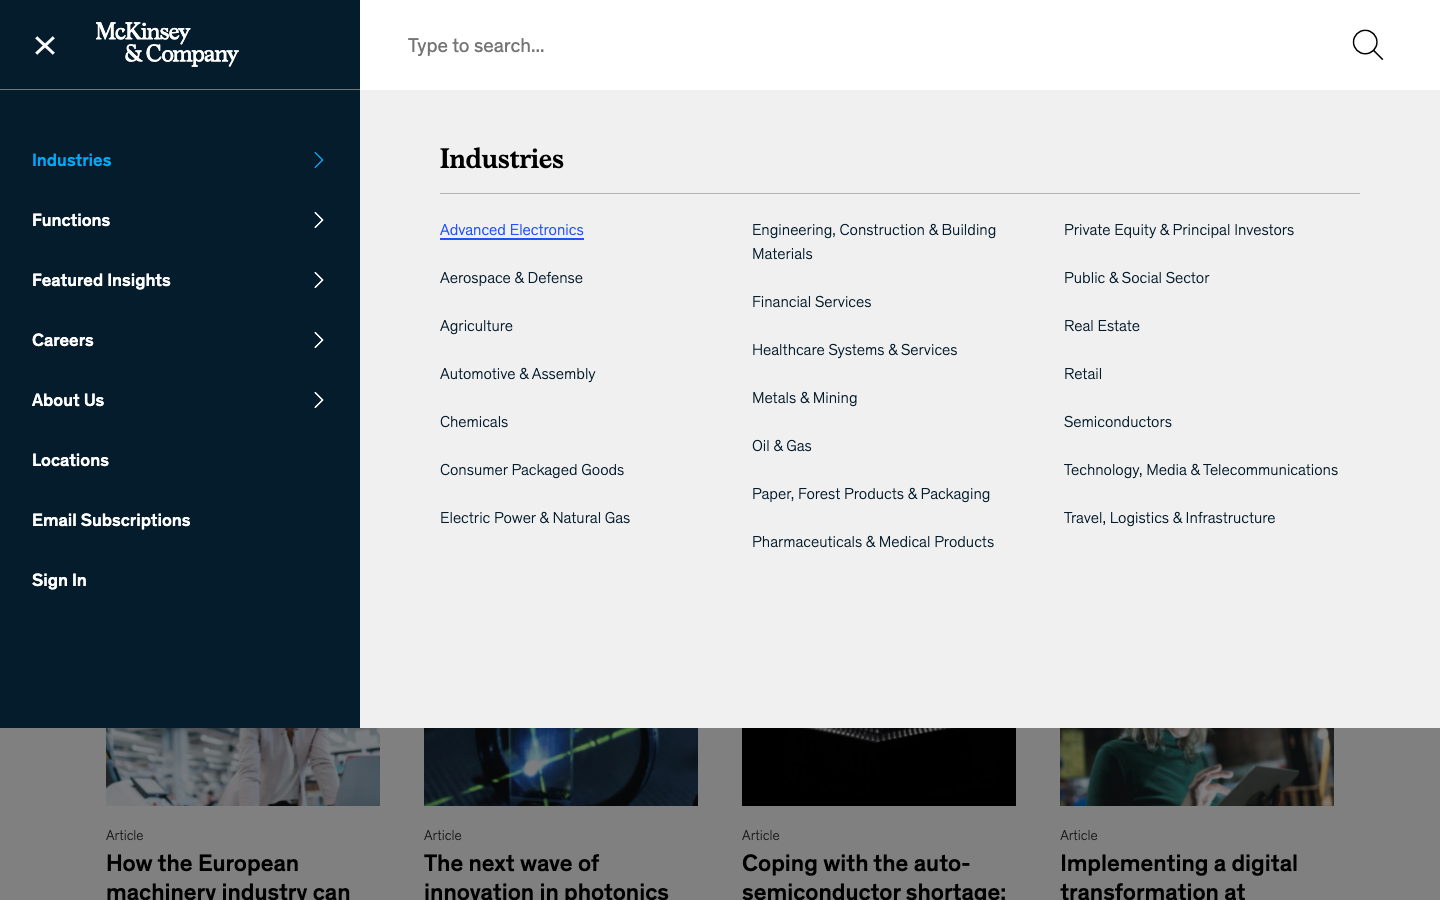 McKinsey
& Company
Type to search...
Industries
Functions
Featured Insights
Careers
About Us
Locations
Email Subscriptions
Sign In
Industries
Advanced Electronics
Aerospace & Defense
Agriculture
Automotive & Assembly
Chemicals
Consumer Packaged Goods
Electric Power & Natural Gas
Engineering, Construction & Building
Materials
Financial Services
Healthcare Systems & Services
Metals & Mining
Oil & Gas
Paper, Forest Products & Packaging
Pharmaceuticals & Medical Products
Private Equity & Principal Investors
Public & Social Sector
Real Estate
Retail
Semiconductors
Technology, Media & Telecommunications
Travel, Logistics & Infrastructure
Article
How the European
machinery industry can
Article
The next wave of
innovation in photonics
Article
Coping with the auto-
semiconductor shortage:
Article
Implementing a digital
transformation at